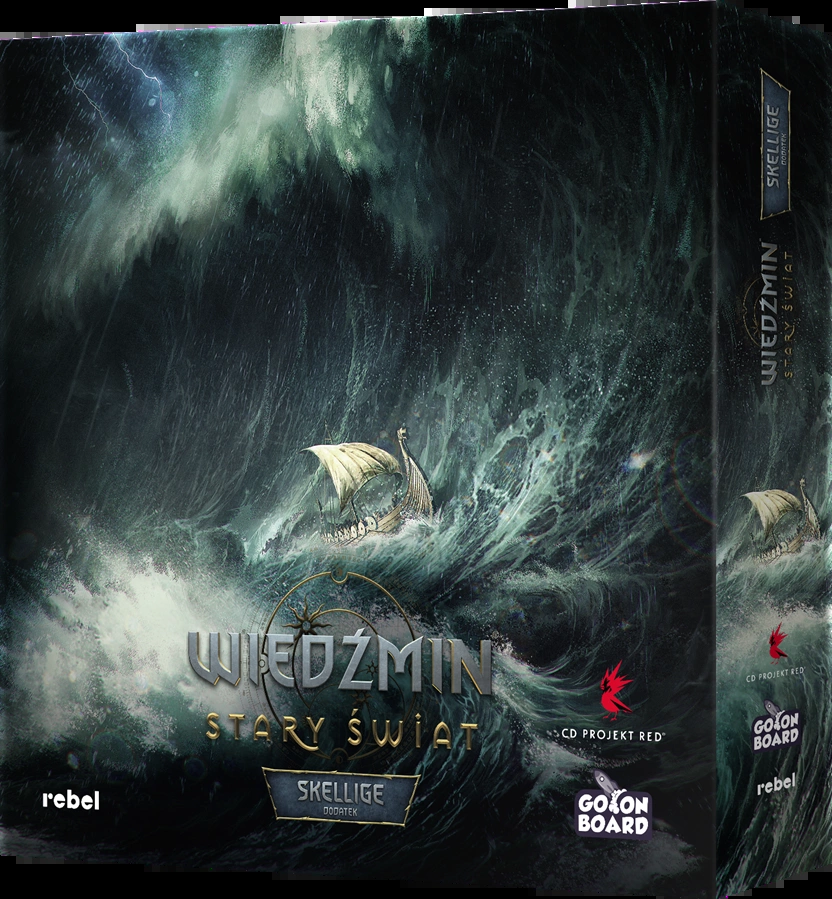 WIEDŹMIN
STARY ŚWIAT
SKELLIGE
DODATEK
rebel
CD PROJEKT RED®
GO ON
BOARD
SKELLIGE
DODATEK
WIEDŹMIN
STARY ŚWIAT
CD PROJEKT RED®
GO ON
BOARD
rebel